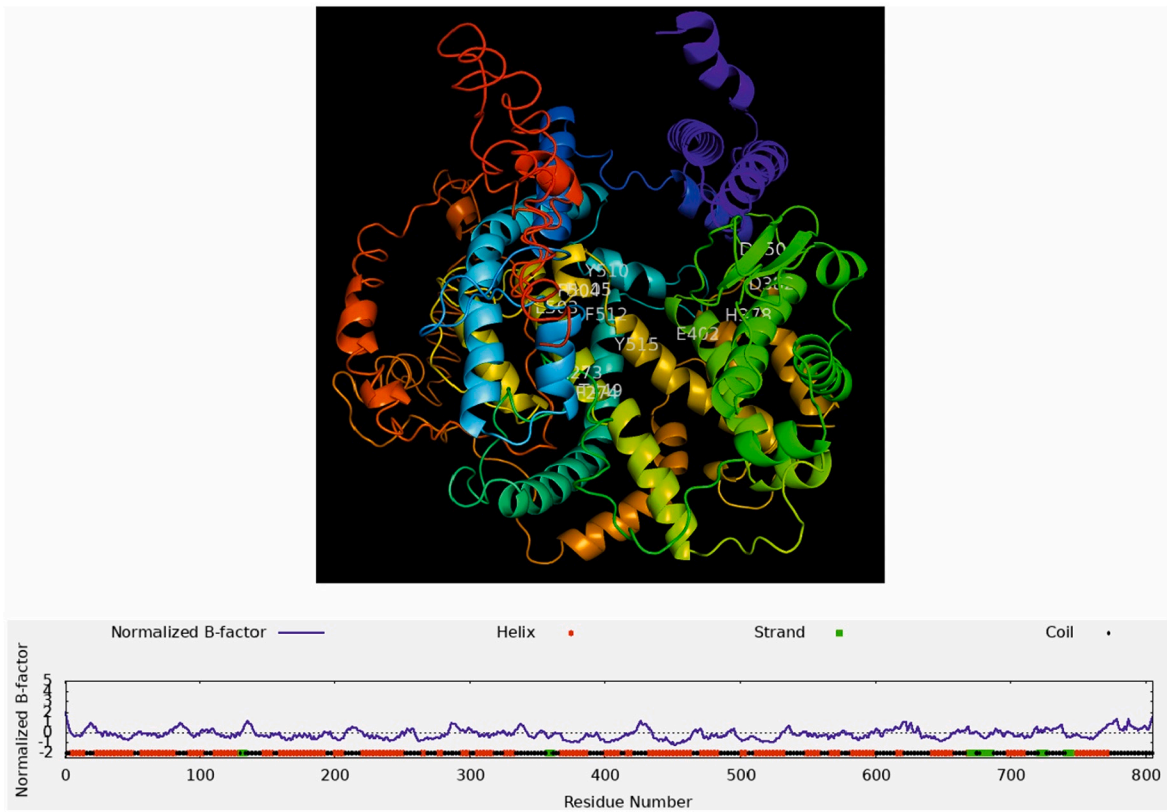 Y510
F512
Y515
E402
Normalized B-factor
Helix
Strand
Coil
Normalized B-factor
5
4
3
2
1
0
-1
-2
0
100
200
300
400
500
600
700
800
Residue Number